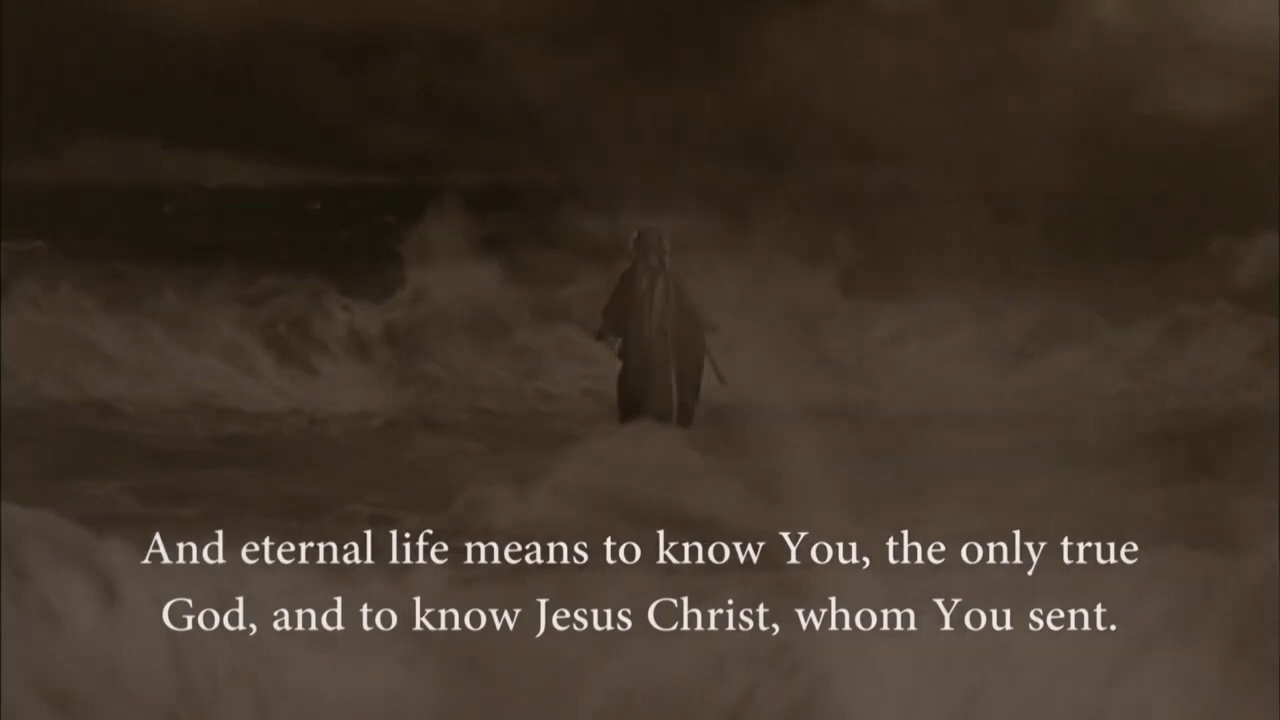 And eternal life means to know You, the only true
God, and to know Jesus Christ, whom You sent.